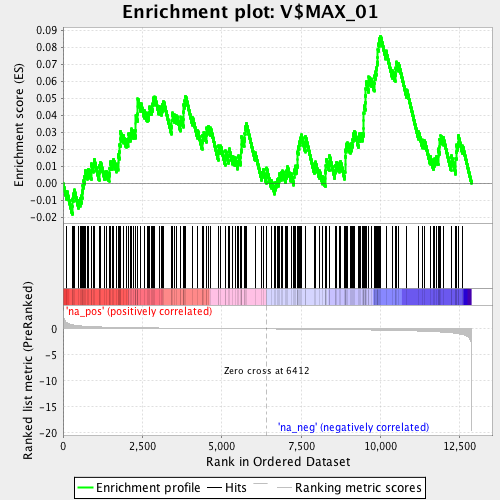 Enrichment plot: V$MAX_01
Enrichment score (ES)
0.09
0.08
0.07
0.06
0.05
0.04
0.03
0.02
0.01
0.00
-0.01
-0.02
'na_pos' (positively correlated)
Ranked list metric (PreRanked)
0
-5
-10
-15
-20
Zero cross at 6412
'na_neg' (negatively correlated)
0
2,500
5,000
7,500
10,000
12,500
Rank in Ordered Dataset
Enrichment profile
Hits
Ranking metric scores